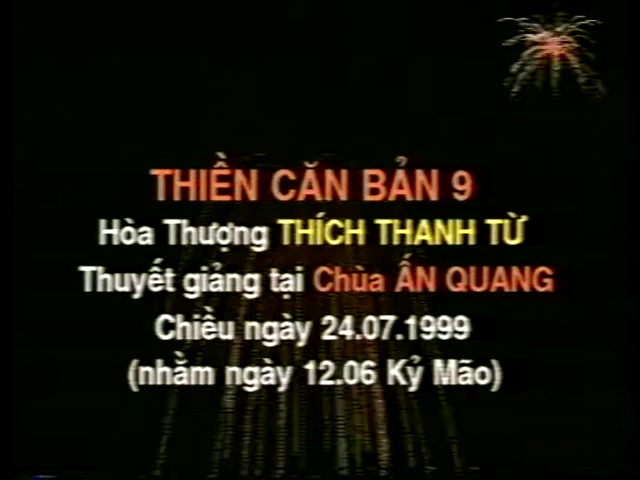 THIỀN CĂN BẢN 9
Hòa Thượng THÍCH THANH TỪ
Thuyết giảng tại Chùa ẤN QUANG
Chiều ngày 24.07.1999
(nhằm ngày 12.06 Kỷ Mão)